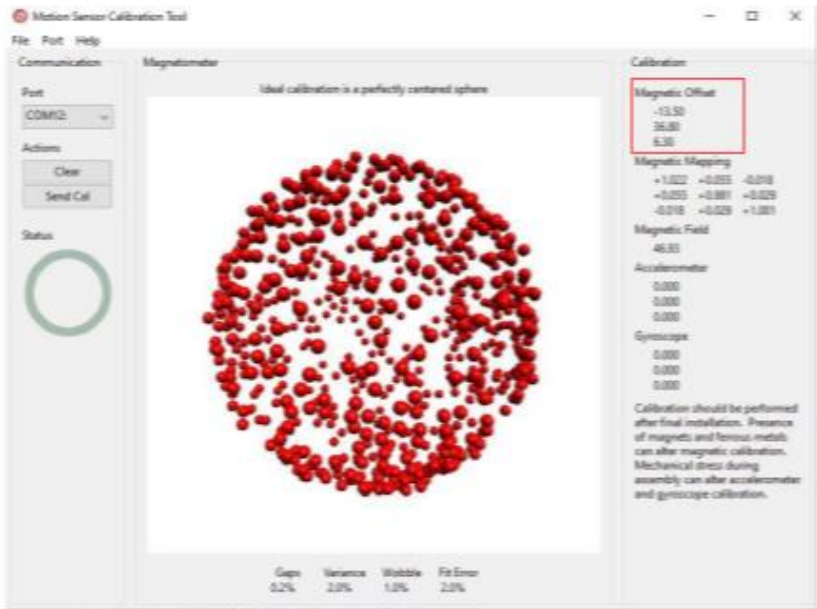 Motion Sensor Calibration Tool
File Port Help
Communication
Port
COM12:
Actions
Clear
Send Cal
Status
Magnetometer
Ideal calibration is a perfectly centered sphere
Gaps Variance Wobble Fit Error
0.2% 2.0% 1.0% 2.0%
Calibration
Magnetic Offset
-13.50
36.80
6.30
Magnetic Mapping
+1.022 +0.055 -0.018
+0.055 +0.981 +0.029
-0.018 +0.029 +1.001
Magnetic Field
46.93
Accelerometer
0.000
0.000
0.000
Gyroscope
0.000
0.000
0.000
Calibration should be performed
after final installation. Presence
of magnets and ferrous metals
can alter magnetic calibration.
Mechanical stress during
assembly can alter accelerometer
and gyroscope calibration.